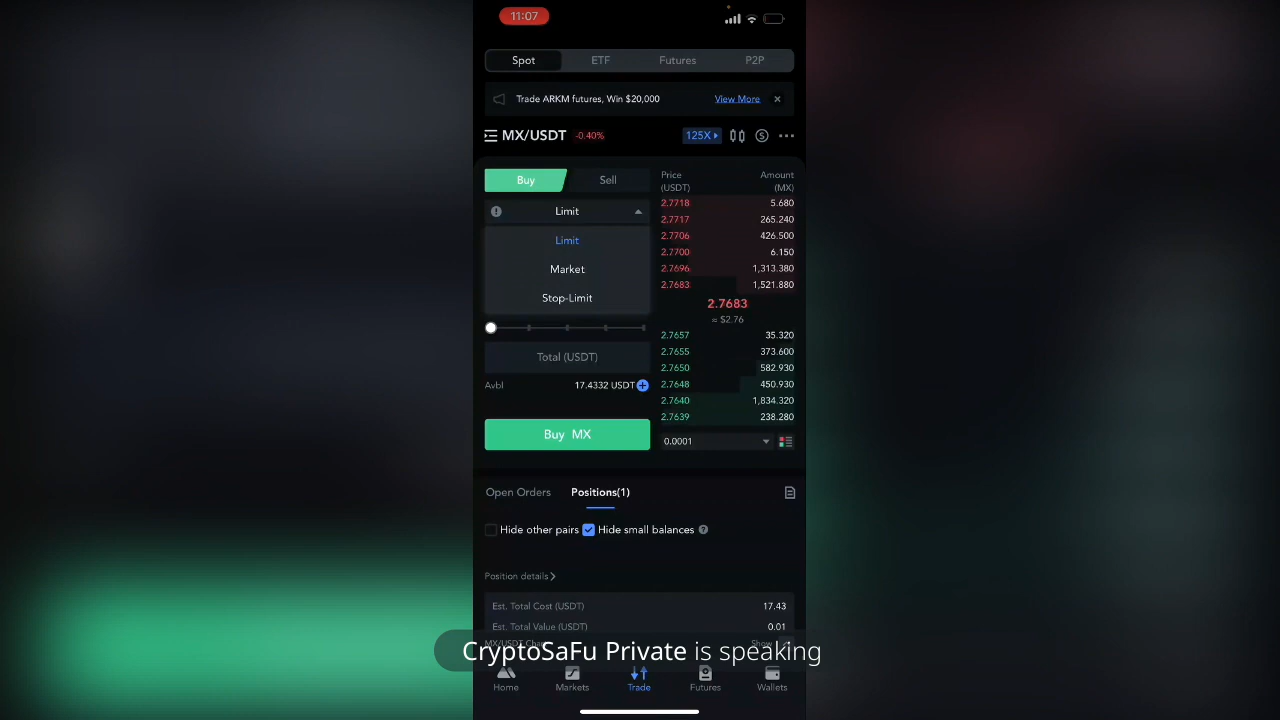 11:07
Spot ETF Futures P2P
Trade ARKM futures, Win $20,000 View More
MX/USDT -0.40% 125X
Buy Sell
Limit
Limit
Market
Stop-Limit
Total (USDT)
Avbl 17.4332 USDT
Buy MX
Price Amount
(USDT) (MX)
2.7718 5.680
2.7717 265.240
2.7706 426.500
2.7700 6.150
2.7696 1,313.380
2.7683 1,521.880
2.7683
≈ $2.76
2.7657 35.320
2.7655 373.600
2.7650 582.930
2.7648 450.930
2.7640 1,834.320
2.7639 238.280
0.0001
Open Orders Positions(1)
Hide other pairs Hide small balances
Position details
Est. Total Cost (USDT) 17.43
Est. Total Value (USDT) 0.01
MX/USDT
CryptoSaFu Private is speaking
Home Markets Trade Futures Wallets